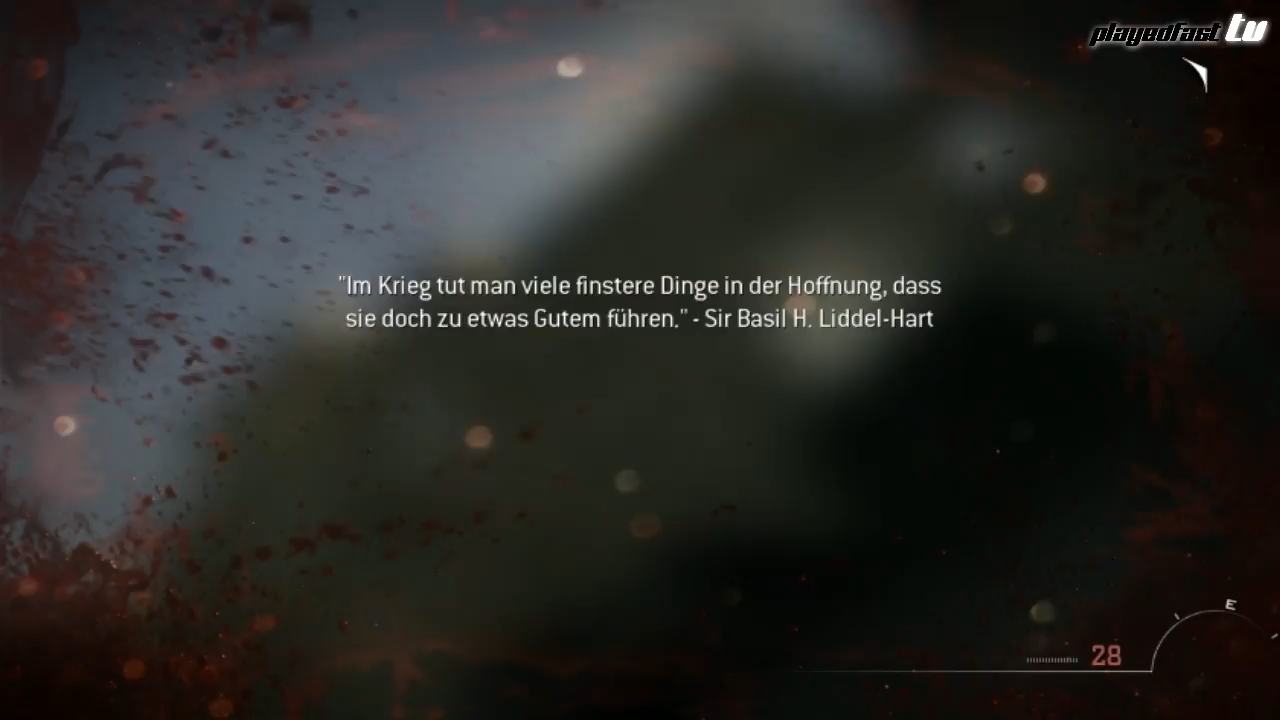 playedfast tv
"Im Krieg tut man viele finstere Dinge in der Hoffnung, dass
sie doch zu etwas Gutem führen." - Sir Basil H. Liddel-Hart
E
28